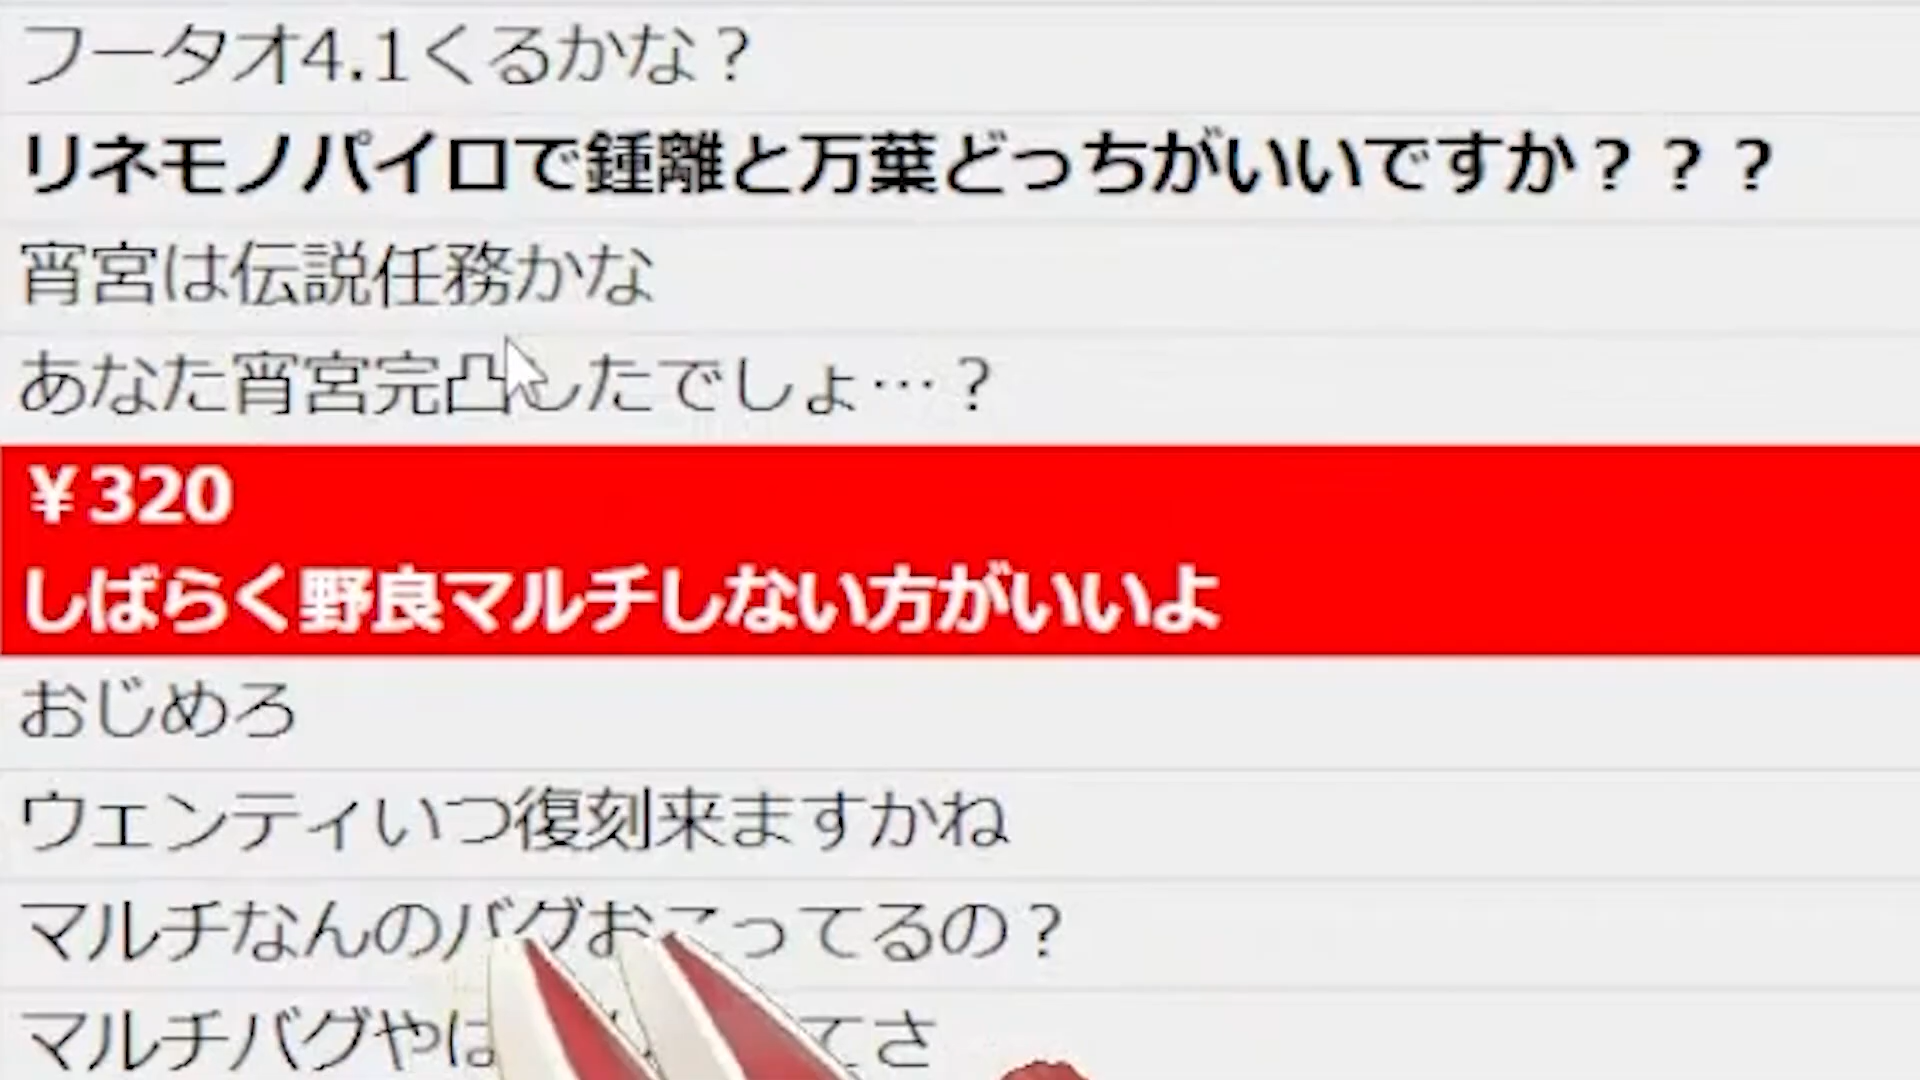 フータオ4.1くるかな？
リネモノパイロで鍾離と万葉どっちがいいですか？？？
宵宮は伝説任務かな
あなた宵宮完凸したでしょ…？
￥320
しばらく野良マルチしない方がいいよ
おじめろ
ウェンティいつ復刻来ますかね
マルチなんのバグおこってるの？
マルチバグやば
てさ